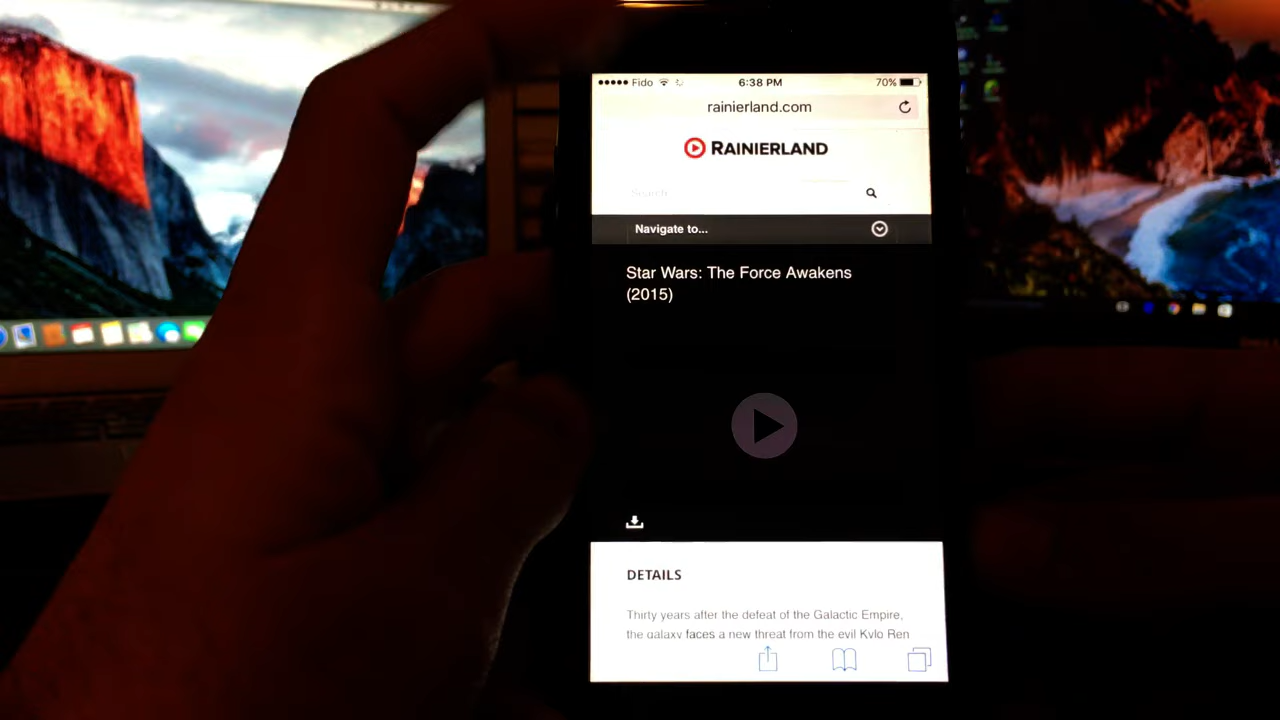 Fido 6:38 PM 70%
rainierland.com
RAINIERLAND
Search
Navigate to...
Star Wars: The Force Awakens
(2015)
DETAILS
Thirty years after the defeat of the Galactic Empire,
the galaxy faces a new threat from the evil Kylo Ren